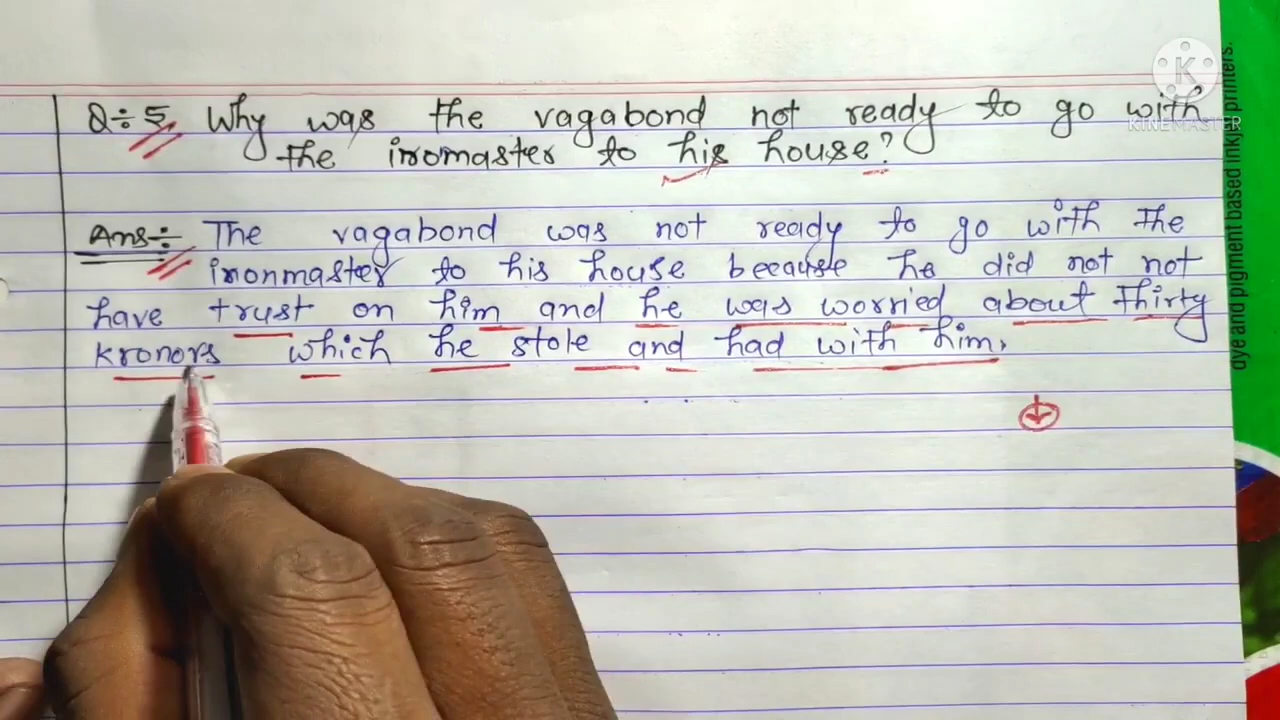 Q÷5 Why was the vagabond not ready to go with
the iromaster to his house?
Ans÷ The vagabond was not ready to go with the
ironmaster to his house because he did not not
have trust on him and he was worried about thirty
kronors which he stole and had with him.
K
KINEMASTER
dye and pigment based inkjet printers.